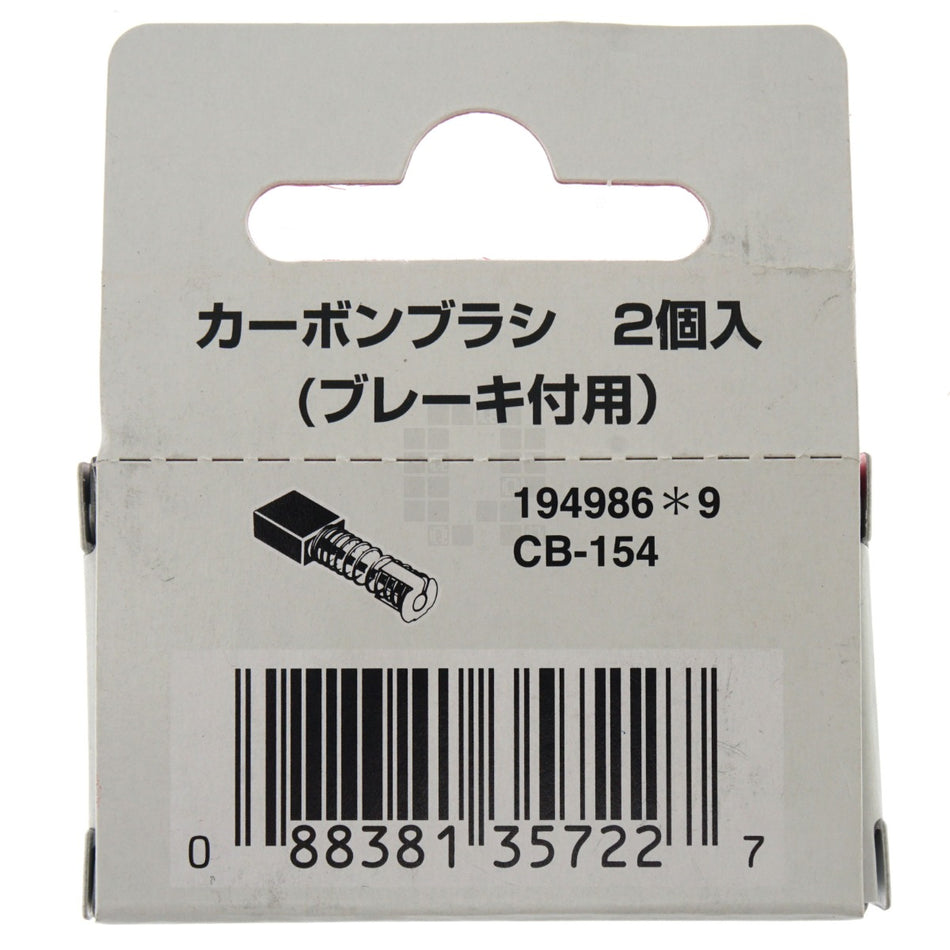 カーボンブラシ　2個入
(ブレーキ付用)
194986＊9
CB-154
0 88381 35722 7